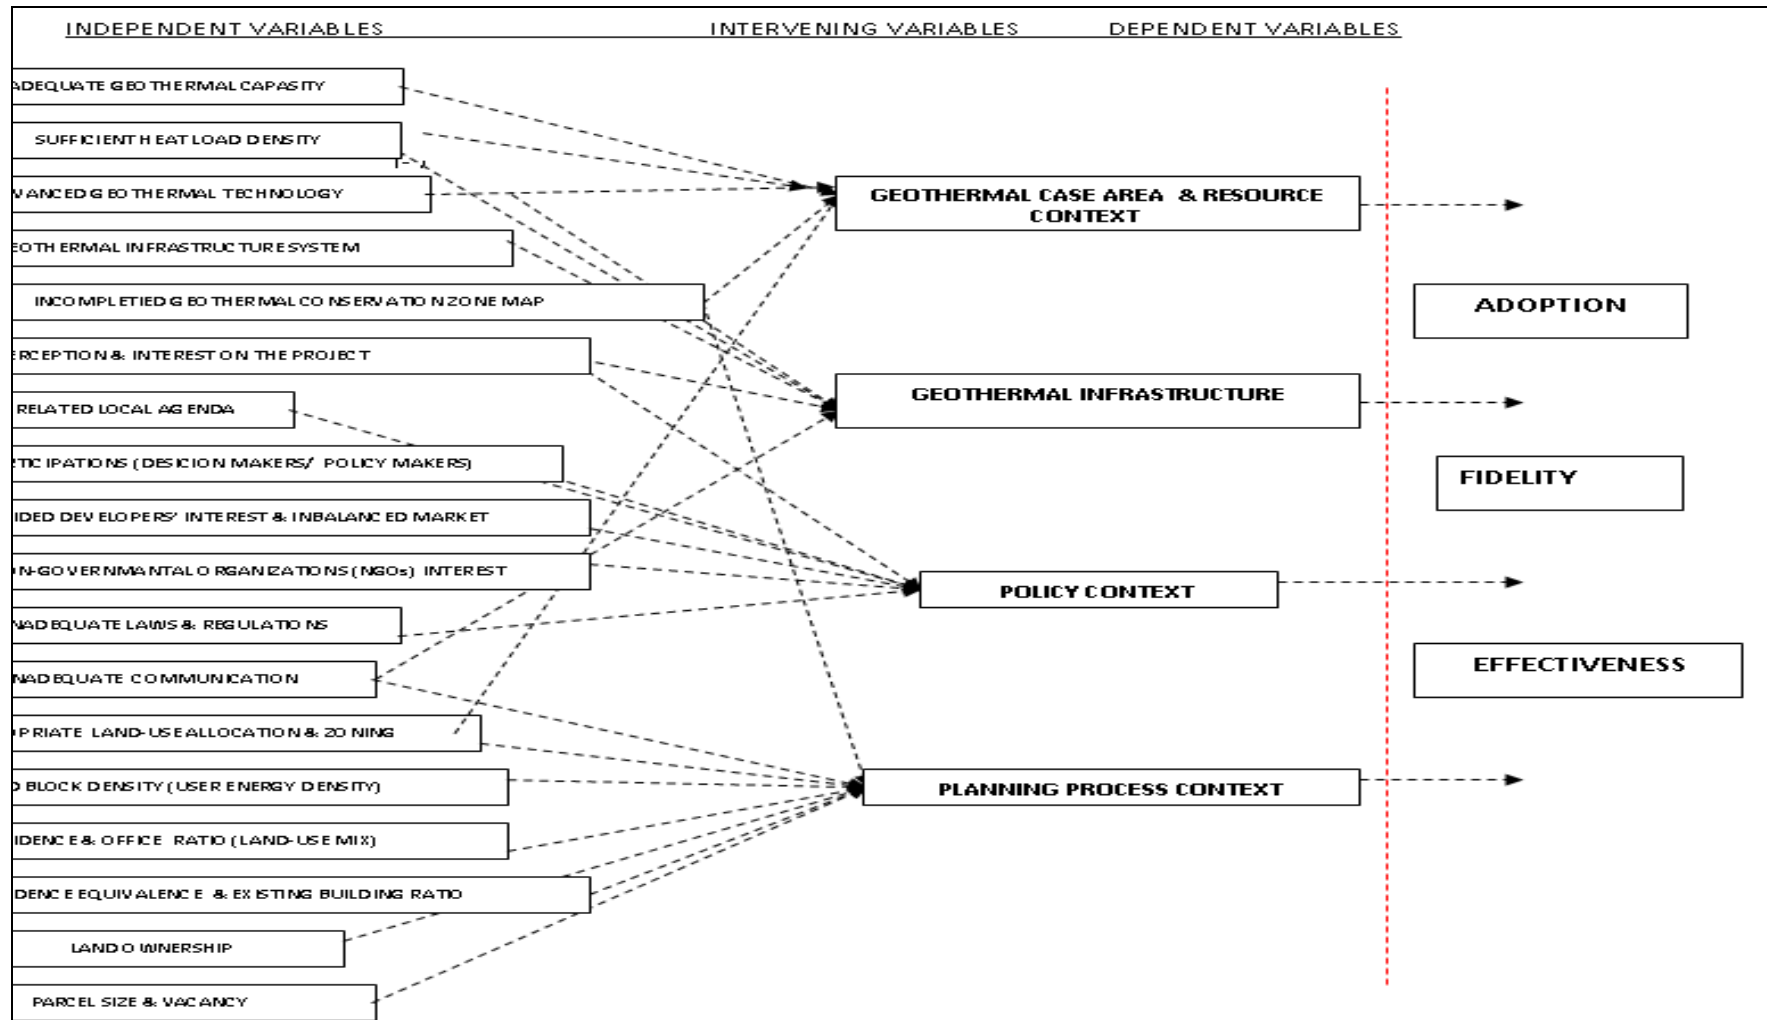 INDEPENDENT VARIABLES INTERVENING VARIABLES DEPENDENT VARIABLES
ADEQUATE GEOTHERMAL CAPASITY
SUFFICIENT HEAT LOAD DENSITY
VANCED GEOTHERMAL TECHNOLOGY
EOTHERMAL INFRASTRUCTURE SYSTEM
INCOMPLETIED GEOTHERMAL CONSERVATION ZONE MAP
ERCEPTION & INTEREST ON THE PROJECT
RELATED LOCAL AGENDA
TICIPATIONS (DESICION MAKERS/ POLICY MAKERS)
IDED DEVELOPERS' INTEREST & INBALANCED MARKET
ON-GOVERNMANTAL ORGANIZATIONS (NGOs) INTEREST
NADEQUATE LAWS & REGULATIONS
NADEQUATE COMMUNICATION
OPRIATE LAND-USE ALLOCATION & ZONING
D BLOCK DENSITY (USER ENERGY DENSITY)
IDENCE & OFFICE RATIO (LAND-USE MIX)
DENCE EQUIVALENCE & EXISTING BUILDING RATIO
LAND OWNERSHIP
PARCEL SIZE & VACANCY
GEOTHERMAL CASE AREA & RESOURCE
CONTEXT
GEOTHERMAL INFRASTRUCTURE
POLICY CONTEXT
PLANNING PROCESS CONTEXT
ADOPTION
FIDELITY
EFFECTIVENESS